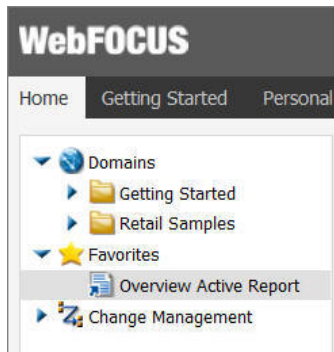 WebFOCUS
Home Getting Started Personal
Domains
Getting Started
Retail Samples
Favorites
Overview Active Report
Change Management